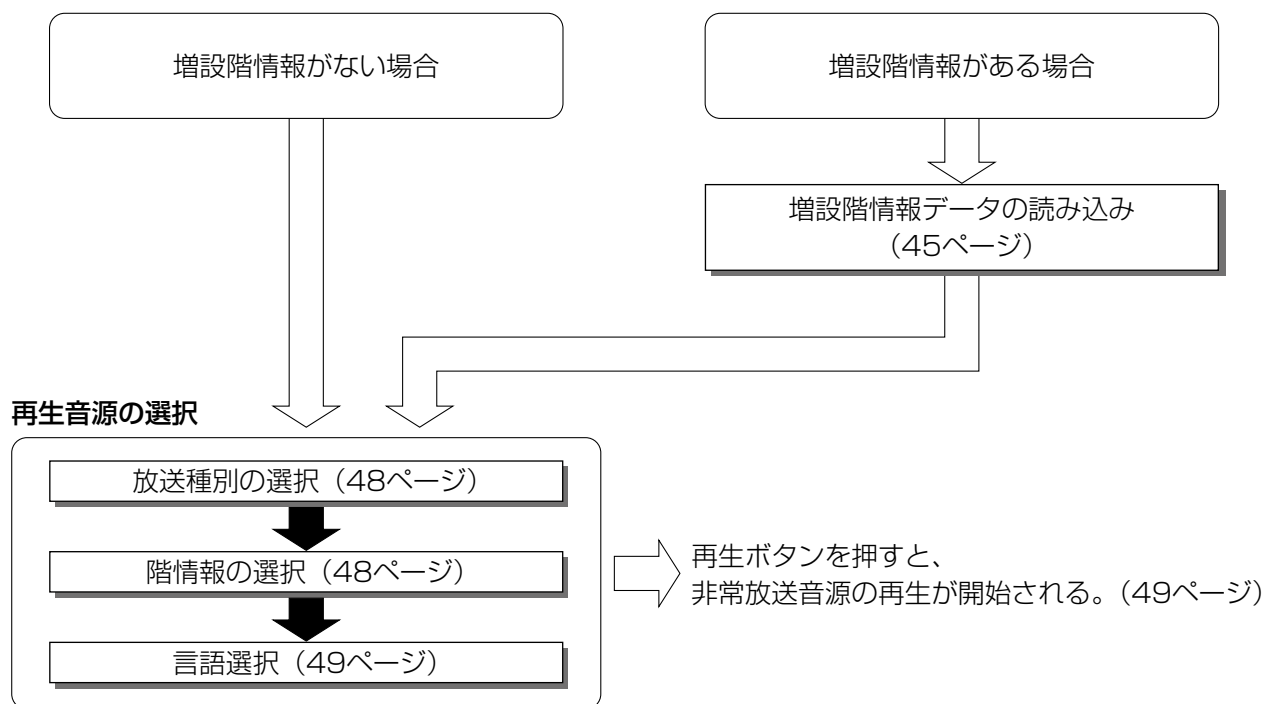 増設階情報がない場合
増設階情報がある場合
増設階情報データの読み込み
（45ページ）
再生音源の選択
放送種別の選択（48ページ）
階情報の選択（48ページ）
言語選択（49ページ）
再生ボタンを押すと、
非常放送音源の再生が開始される。（49ページ）